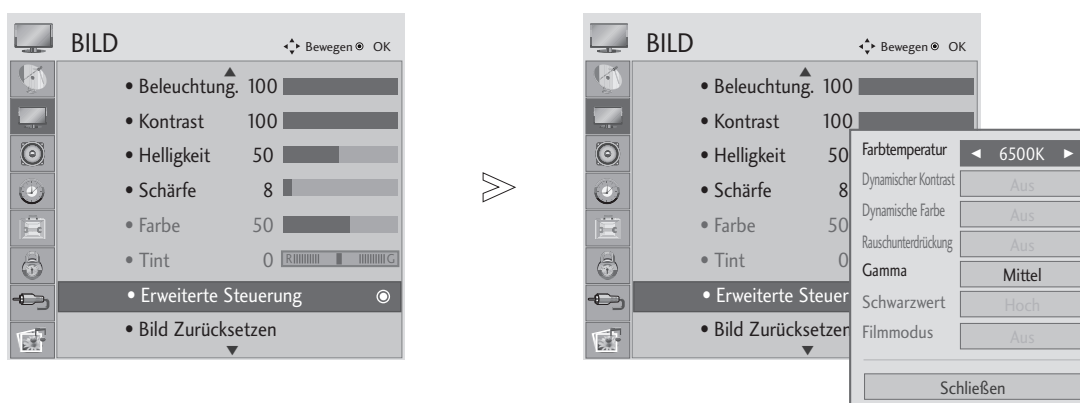 BILD
Bewegen OK
• Beleuchtung. 100
• Kontrast 100
• Helligkeit 50
• Schärfe 8
• Farbe 50
• Tint 0 R G
• Erweiterte Steuerung
• Bild Zurücksetzen
BILD
Bewegen OK
• Beleuchtung. 100
• Kontrast 100
• Helligkeit 50
• Schärfe 8
• Farbe 50
• Tint 0
• Erweiterte Steuer
• Bild Zurücksetzen
Farbtemperatur ◄ 6500K ►
Dynamischer Kontrast Aus
Dynamische Farbe Aus
Rauschunterdrückung Aus
Gamma Mittel
Schwarzwert Hoch
Filmmodus Aus
Schließen